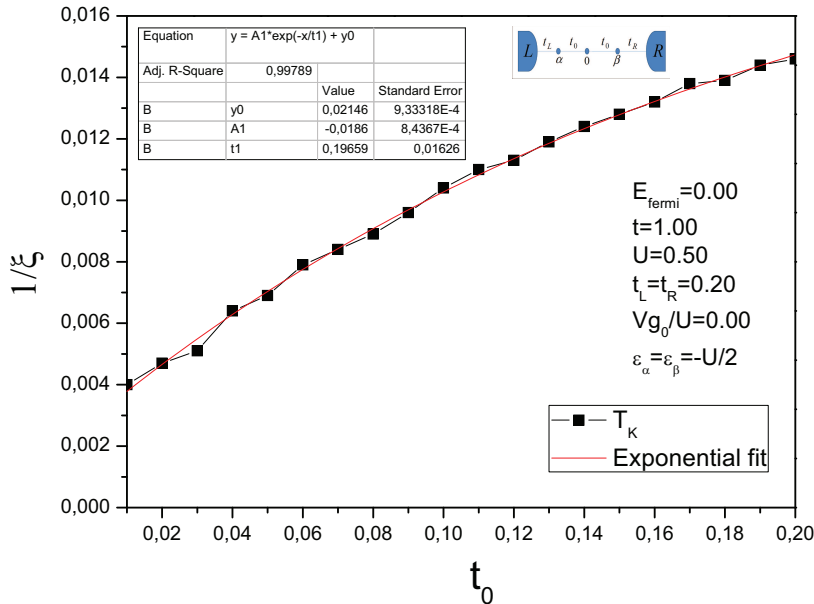 0,016
0,014
0,012
0,010
0,008
0,006
0,004
0,002
0,000
1/ξ
Equation y = A1*exp(-x/t1) + y0
Adj. R-Square 0,99789
Value Standard Error
B y0 0,02146 9,33318E-4
B A1 -0,0186 8,4367E-4
B t1 0,19659 0,01626
L t_L t_0 t_0 t_R R
α 0 β
E_fermi=0.00
t=1.00
U=0.50
t_L=t_R=0.20
Vg_0/U=0.00
ε_α=ε_β=-U/2
T_K
Exponential fit
0,02 0,04 0,06 0,08 0,10 0,12 0,14 0,16 0,18 0,20
t_0